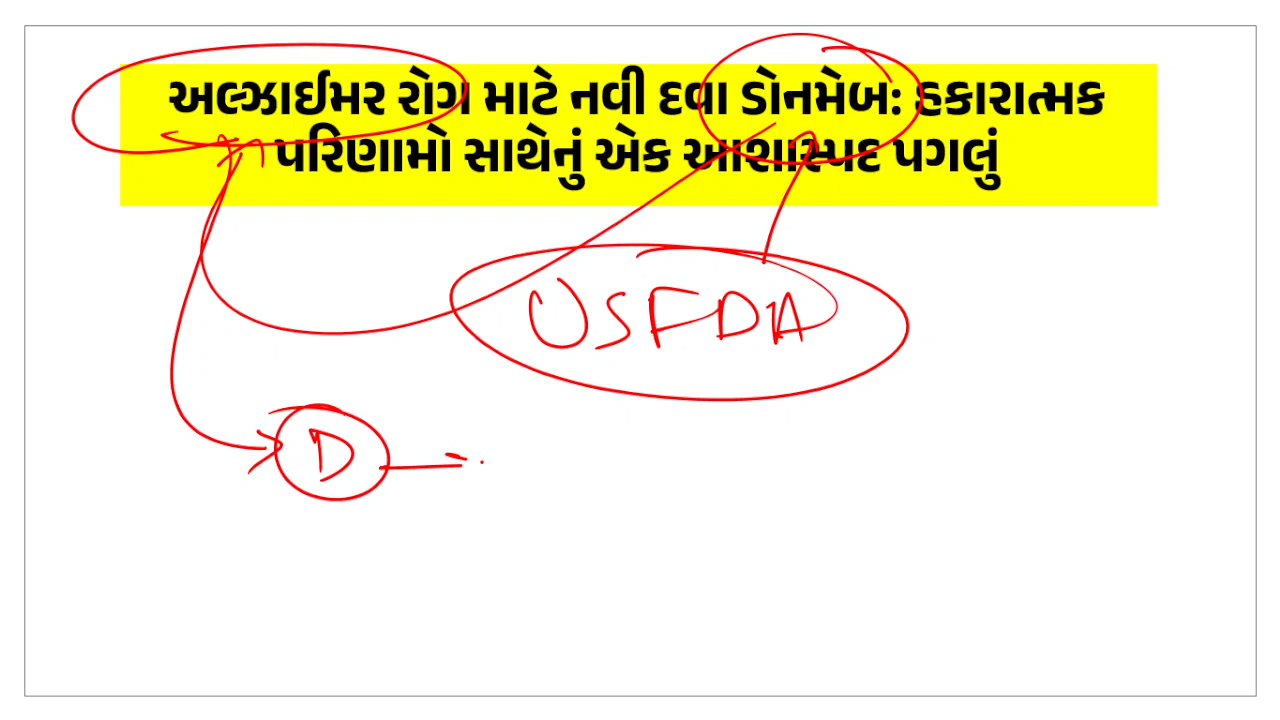 અલ્ઝાઈમર રોગ માટે નવી દવા ડોનમેબ: હકારાત્મક
પરિણામો સાથેનું એક આશાસ્પદ પગલું
USFDA
D